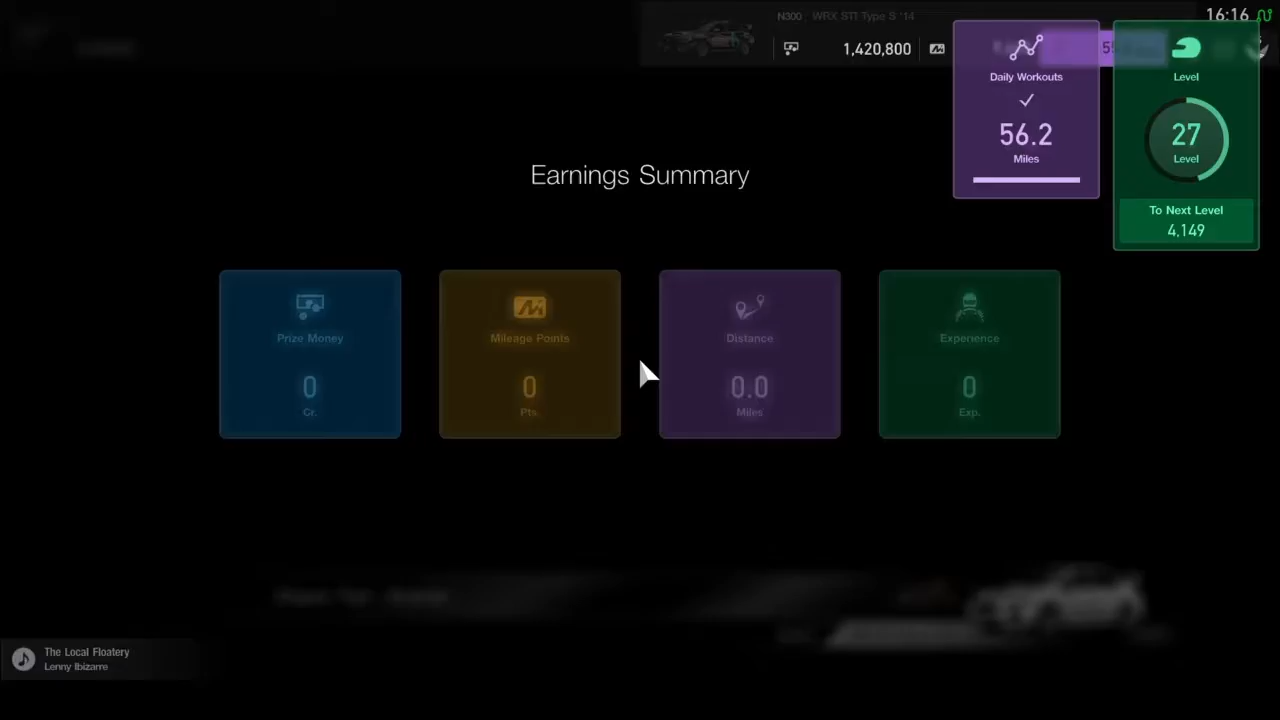 16:16
N300 WRX STI Type S '14
1,420,800
Daily Workouts
56.2
Miles
Level
27
Level
To Next Level
4,149
Earnings Summary
Prize Money
0
Cr.
Mileage Points
0
Pts.
Distance
0.0
Miles
Experience
0
Exp.
The Local Floatery
Lenny Ibizarre